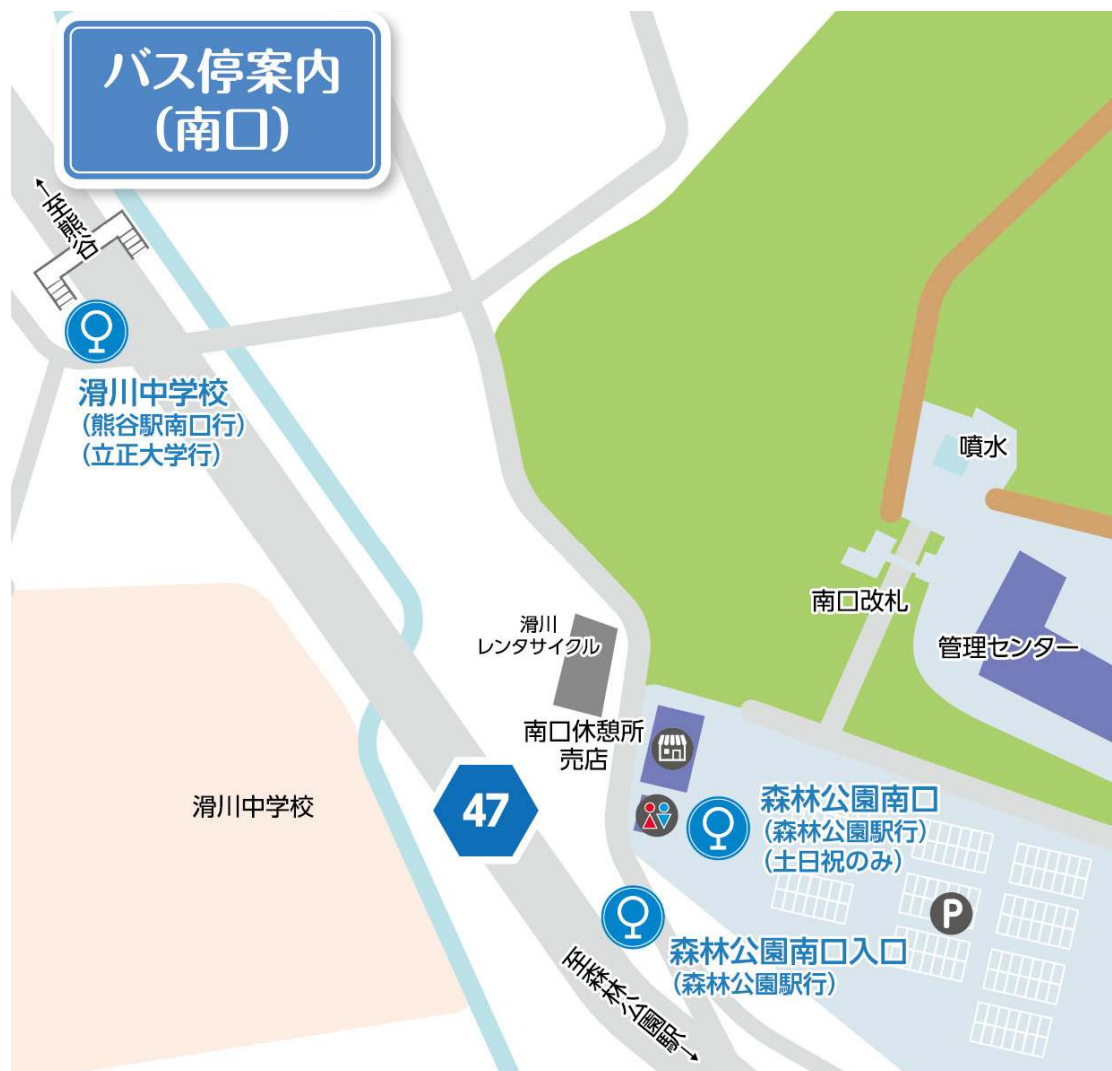 バス停案内
(南口)
←至熊谷
滑川中学校
(熊谷駅南口行)
(立正大学行)
噴水
南口改札
管理センター
滑川
レンタサイクル
南口休憩所
売店
滑川中学校
47
森林公園南口
(森林公園駅行)
(土日祝のみ)
P
森林公園南口入口
(森林公園駅行)
至森林公園駅→